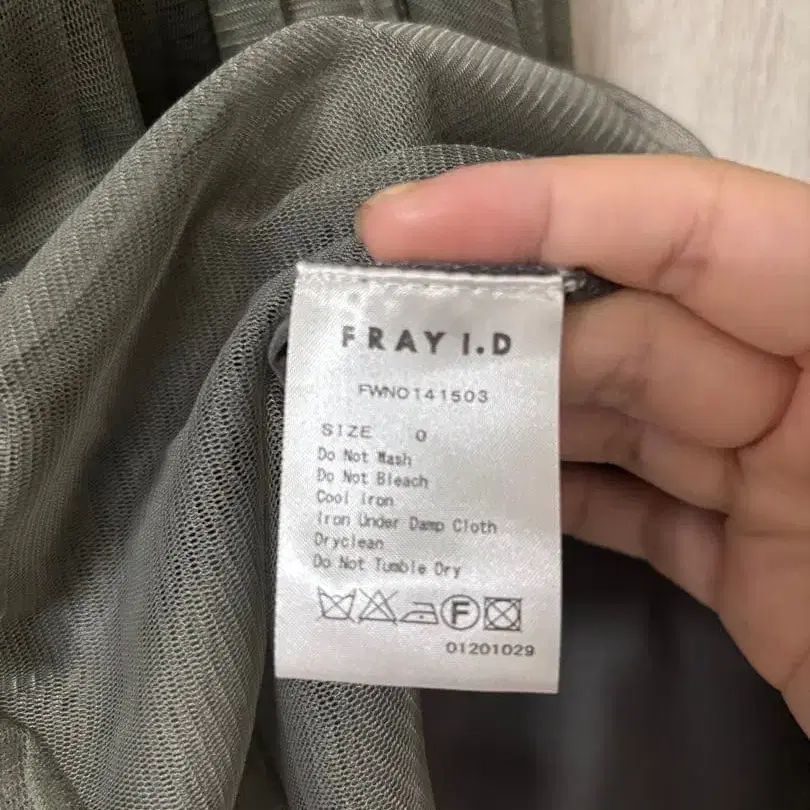 FRAY I.D
FWNO141503
SIZE 0
Do Not Wash
Do Not Bleach
Cool Iron
Iron Under Damp Cloth
Dryclean
Do Not Tumble Dry
F
01201029